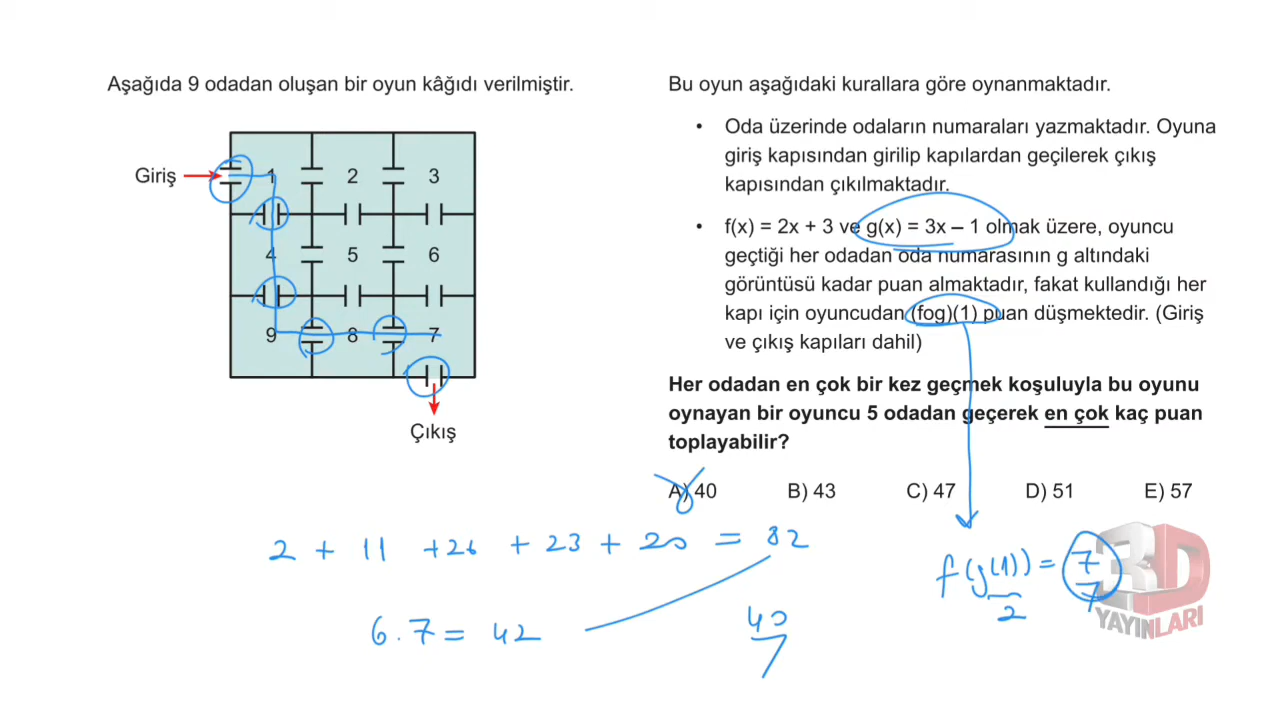 Aşağıda 9 odadan oluşan bir oyun kâğıdı verilmiştir.
Giriş
1 2 3
4 5 6
9 8 7
Çıkış
Bu oyun aşağıdaki kurallara göre oynanmaktadır.
• Oda üzerinde odaların numaraları yazmaktadır. Oyuna
giriş kapısından girilip kapılardan geçilerek çıkış
kapısından çıkılmaktadır.
• f(x) = 2x + 3 ve g(x) = 3x – 1 olmak üzere, oyuncu
geçtiği her odadan oda numarasının g altındaki
görüntüsü kadar puan almaktadır, fakat kullandığı her
kapı için oyuncudan (fog)(1) puan düşmektedir. (Giriş
ve çıkış kapıları dahil)
Her odadan en çok bir kez geçmek koşuluyla bu oyunu
oynayan bir oyuncu 5 odadan geçerek en çok kaç puan
toplayabilir?
A) 40 B) 43 C) 47 D) 51 E) 57
2 + 11 + 26 + 23 + 20 = 82
6.7 = 42
40
f(g(1)) = 7
2
7
3D
YAYINLARI